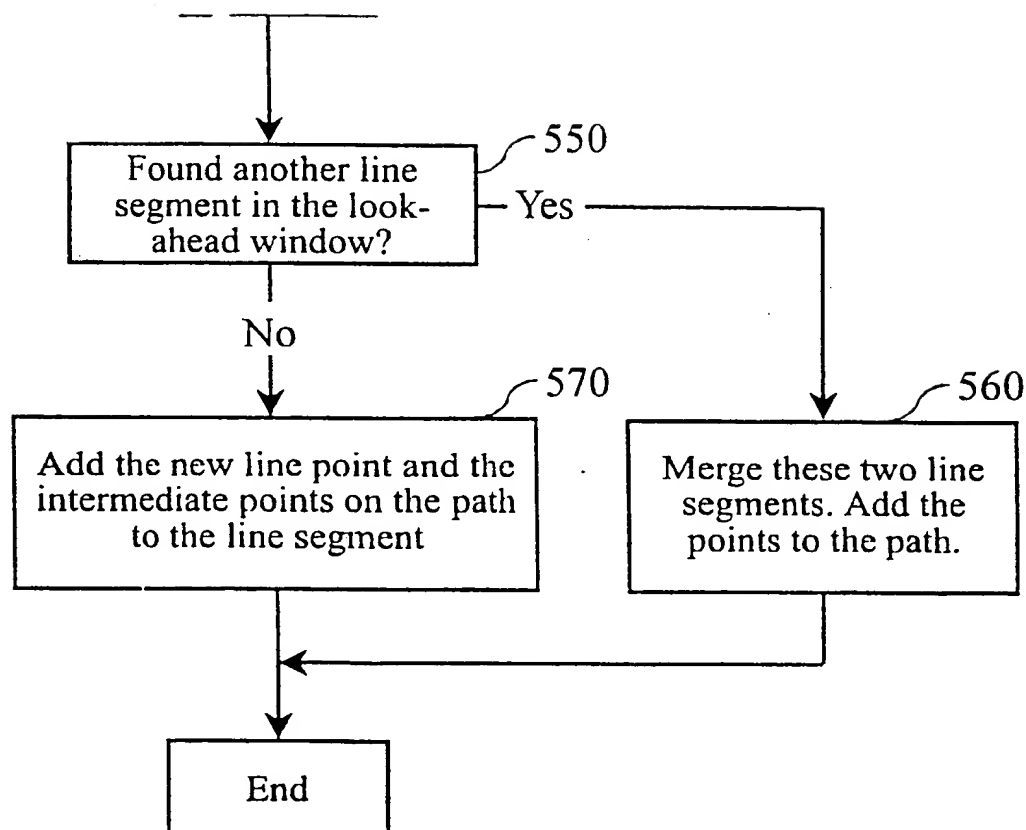 550
Found another line
segment in the look-
ahead window?
Yes
No
570
560
Add the new line point and the
intermediate points on the path
to the line segment
Merge these two line
segments. Add the
points to the path.
End